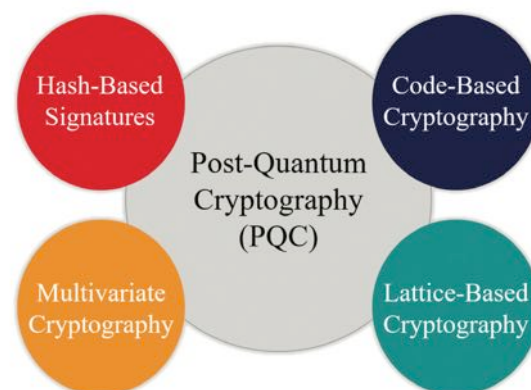 Hash-Based
Signatures
Code-Based
Cryptography
Post-Quantum
Cryptography
(PQC)
Multivariate
Cryptography
Lattice-Based
Cryptography